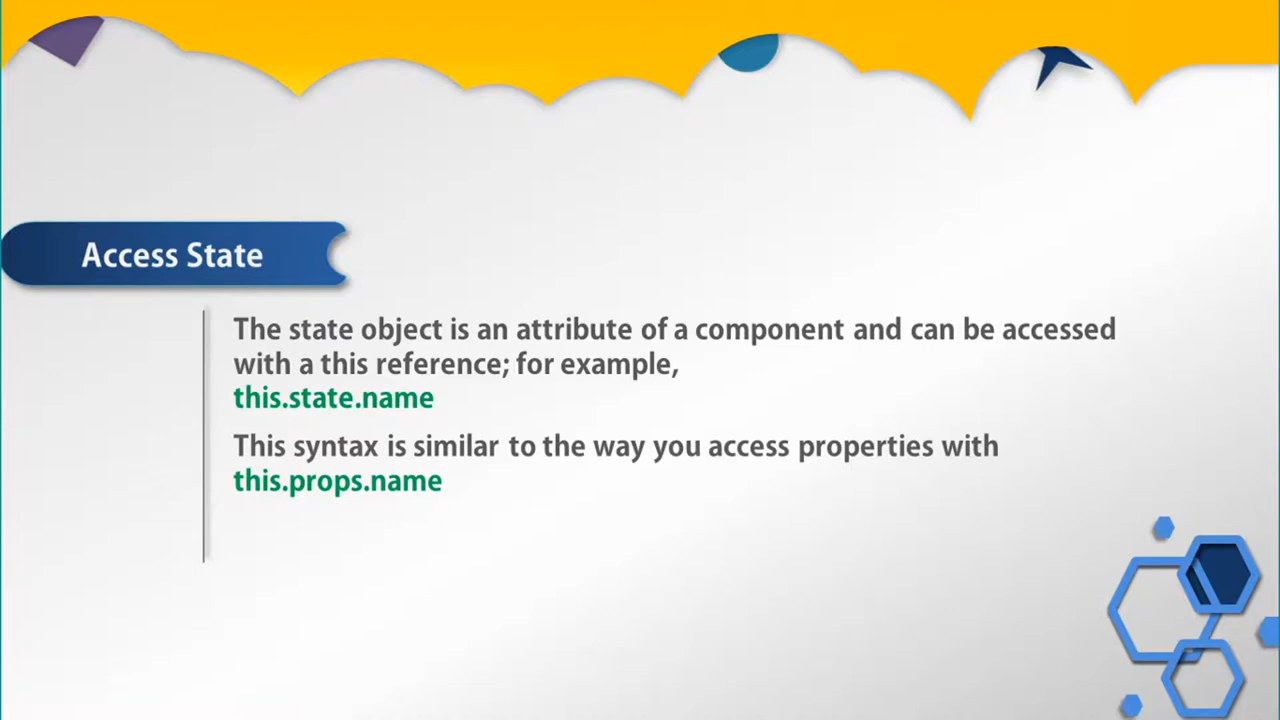 Access State
The state object is an attribute of a component and can be accessed
with a this reference; for example,
this.state.name
This syntax is similar to the way you access properties with
this.props.name